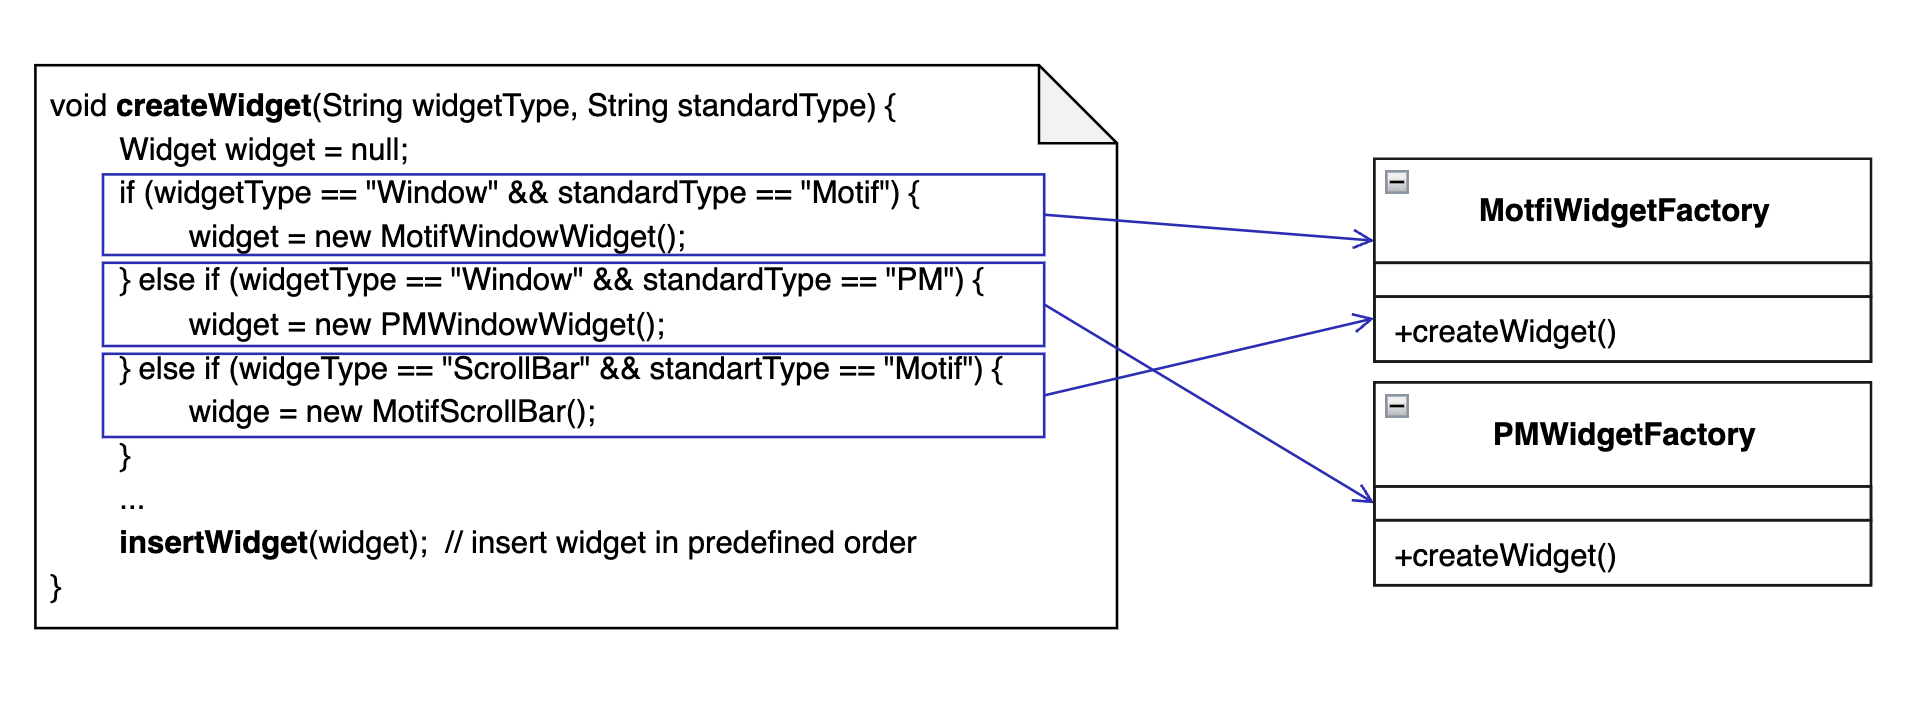 void createWidget(String widgetType, String standardType) {
Widget widget = null;
if (widgetType == "Window" && standardType == "Motif") {
widget = new MotifWindowWidget();
} else if (widgetType == "Window" && standardType == "PM") {
widget = new PMWindowWidget();
} else if (widgeType == "ScrollBar" && standartType == "Motif") {
widge = new MotifScrollBar();
}
...
insertWidget(widget);  // insert widget in predefined order
}
MotfiWidgetFactory
+createWidget()
PMWidgetFactory
+createWidget()